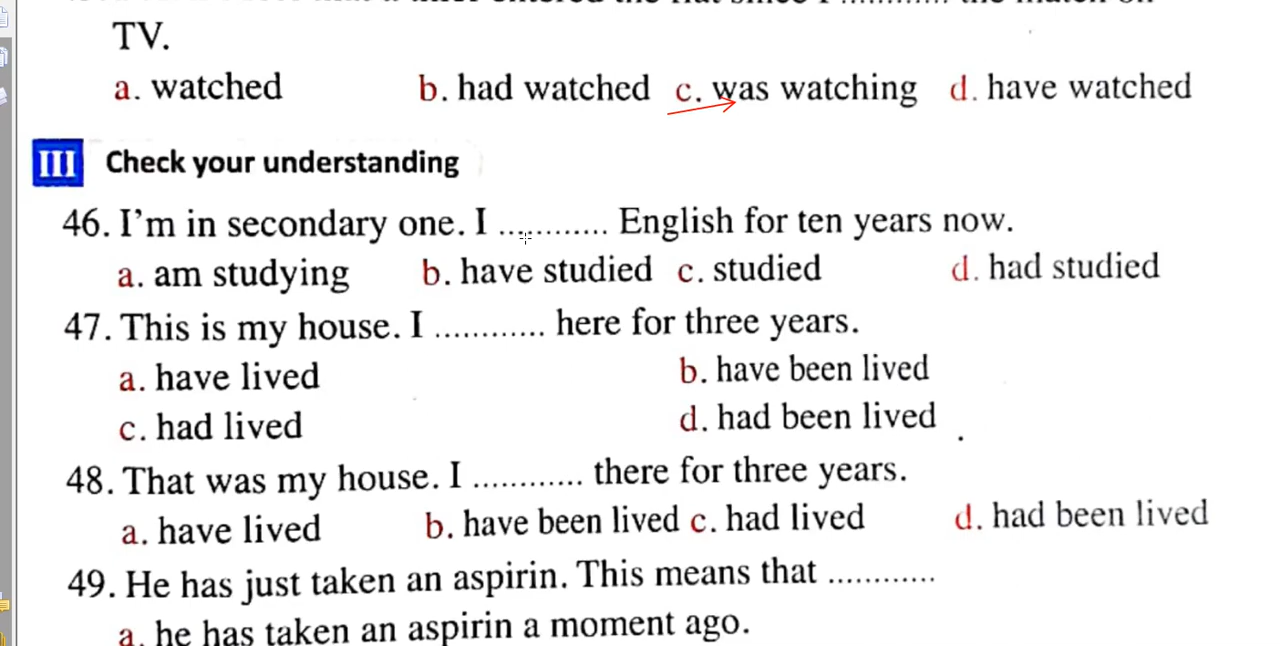 TV.
a. watched b. had watched c. was watching d. have watched
III Check your understanding
46. I'm in secondary one. I ............ English for ten years now.
a. am studying b. have studied c. studied d. had studied
47. This is my house. I ............ here for three years.
a. have lived b. have been lived
c. had lived d. had been lived
48. That was my house. I ............ there for three years.
a. have lived b. have been lived c. had lived d. had been lived
49. He has just taken an aspirin. This means that ............
a. he has taken an aspirin a moment ago.